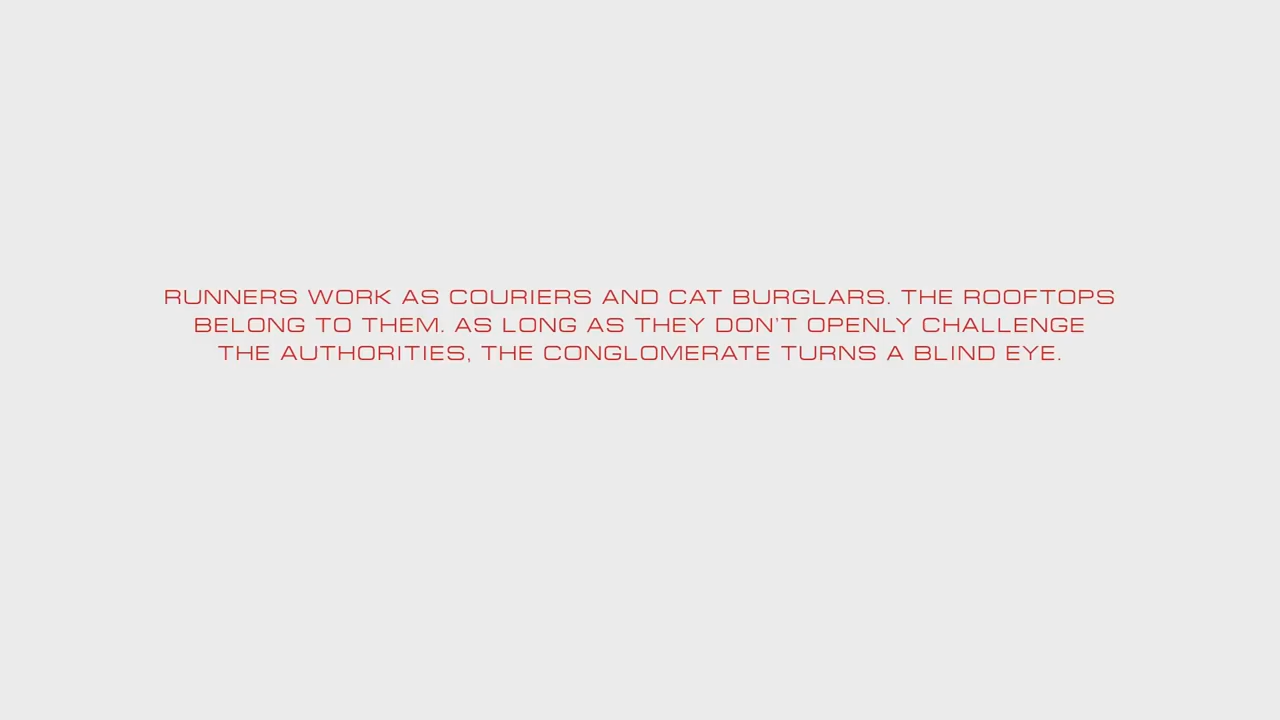 RUNNERS WORK AS COURIERS AND CAT BURGLARS. THE ROOFTOPS
BELONG TO THEM. AS LONG AS THEY DON'T OPENLY CHALLENGE
THE AUTHORITIES, THE CONGLOMERATE TURNS A BLIND EYE.